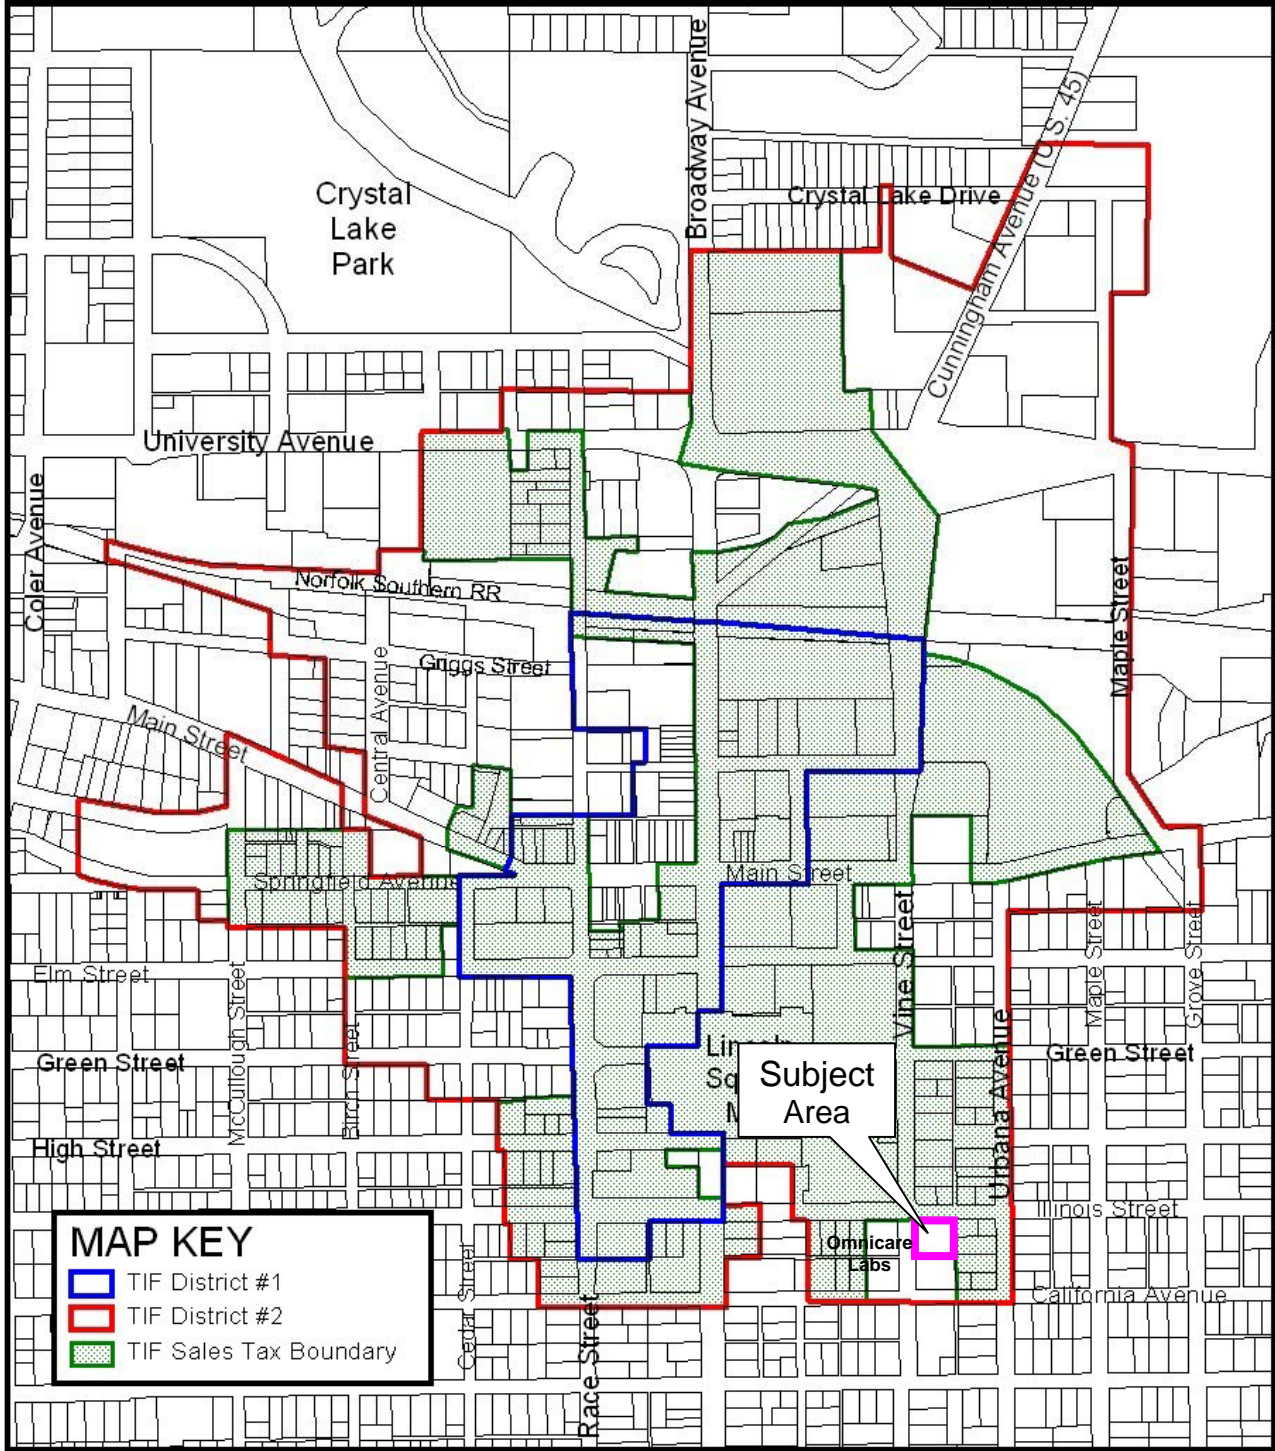 Broadway Avenue
Cunningham Avenue (U.S. 45)
Crystal
Lake
Park
Crystal Lake Drive
University Avenue
Coler Avenue
Norfolk Southern RR
Maple Street
Griggs Street
Central Avenue
Main Street
Main Street
Springfield Avenue
Vine Street
Maple Street
Grove Street
Elm Street
McCullough Street
Birch Street
Urbana Avenue
Green Street
Green Street
Subject
Area
High Street
Illinois Street
Omnicare
Labs
California Avenue
Cedar Street
Race Street
MAP KEY
TIF District #1
TIF District #2
TIF Sales Tax Boundary